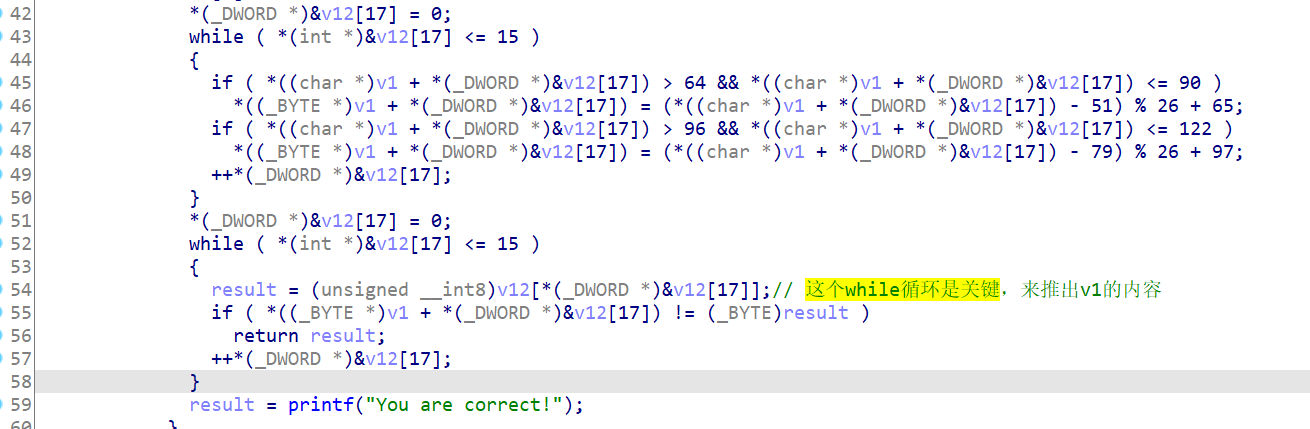 42 *(_DWORD *)&v12[17] = 0;
43 while ( *(int *)&v12[17] <= 15 )
44 {
45 if ( *((char *)v1 + *(_DWORD *)&v12[17]) > 64 && *((char *)v1 + *(_DWORD *)&v12[17]) <= 90 )
46 *((_BYTE *)v1 + *(_DWORD *)&v12[17]) = (*((char *)v1 + *(_DWORD *)&v12[17]) - 51) % 26 + 65;
47 if ( *((char *)v1 + *(_DWORD *)&v12[17]) > 96 && *((char *)v1 + *(_DWORD *)&v12[17]) <= 122 )
48 *((_BYTE *)v1 + *(_DWORD *)&v12[17]) = (*((char *)v1 + *(_DWORD *)&v12[17]) - 79) % 26 + 97;
49 ++*(_DWORD *)&v12[17];
50 }
51 *(_DWORD *)&v12[17] = 0;
52 while ( *(int *)&v12[17] <= 15 )
53 {
54 result = (unsigned __int8)v12[*(_DWORD *)&v12[17]];// 这个while循环是关键，来推出v1的内容
55 if ( *((_BYTE *)v1 + *(_DWORD *)&v12[17]) != (_BYTE)result )
56 return result;
57 ++*(_DWORD *)&v12[17];
58 }
59 result = printf("You are correct!");
60 }